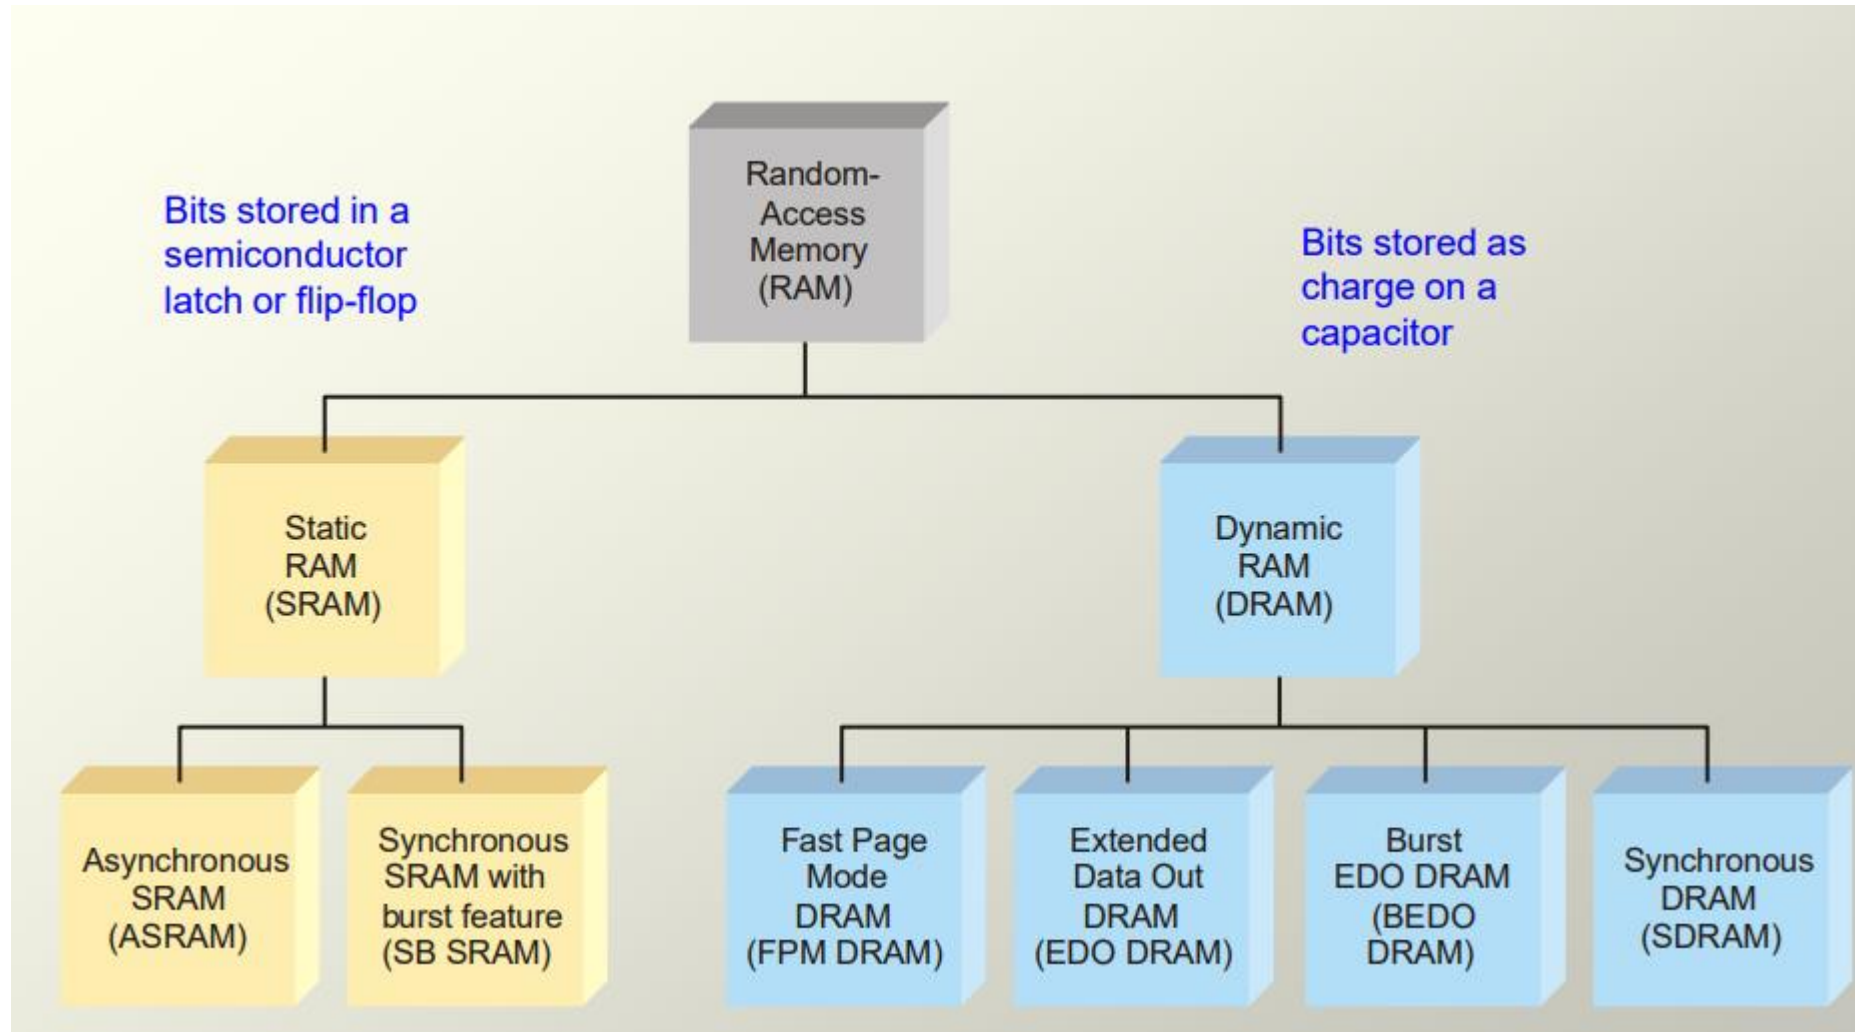 Random-
Access
Memory
(RAM)
Bits stored in a
semiconductor
latch or flip-flop
Bits stored as
charge on a
capacitor
Static
RAM
(SRAM)
Dynamic
RAM
(DRAM)
Asynchronous
SRAM
(ASRAM)
Synchronous
SRAM with
burst feature
(SB SRAM)
Fast Page
Mode
DRAM
(FPM DRAM)
Extended
Data Out
DRAM
(EDO DRAM)
Burst
EDO DRAM
(BEDO
DRAM)
Synchronous
DRAM
(SDRAM)